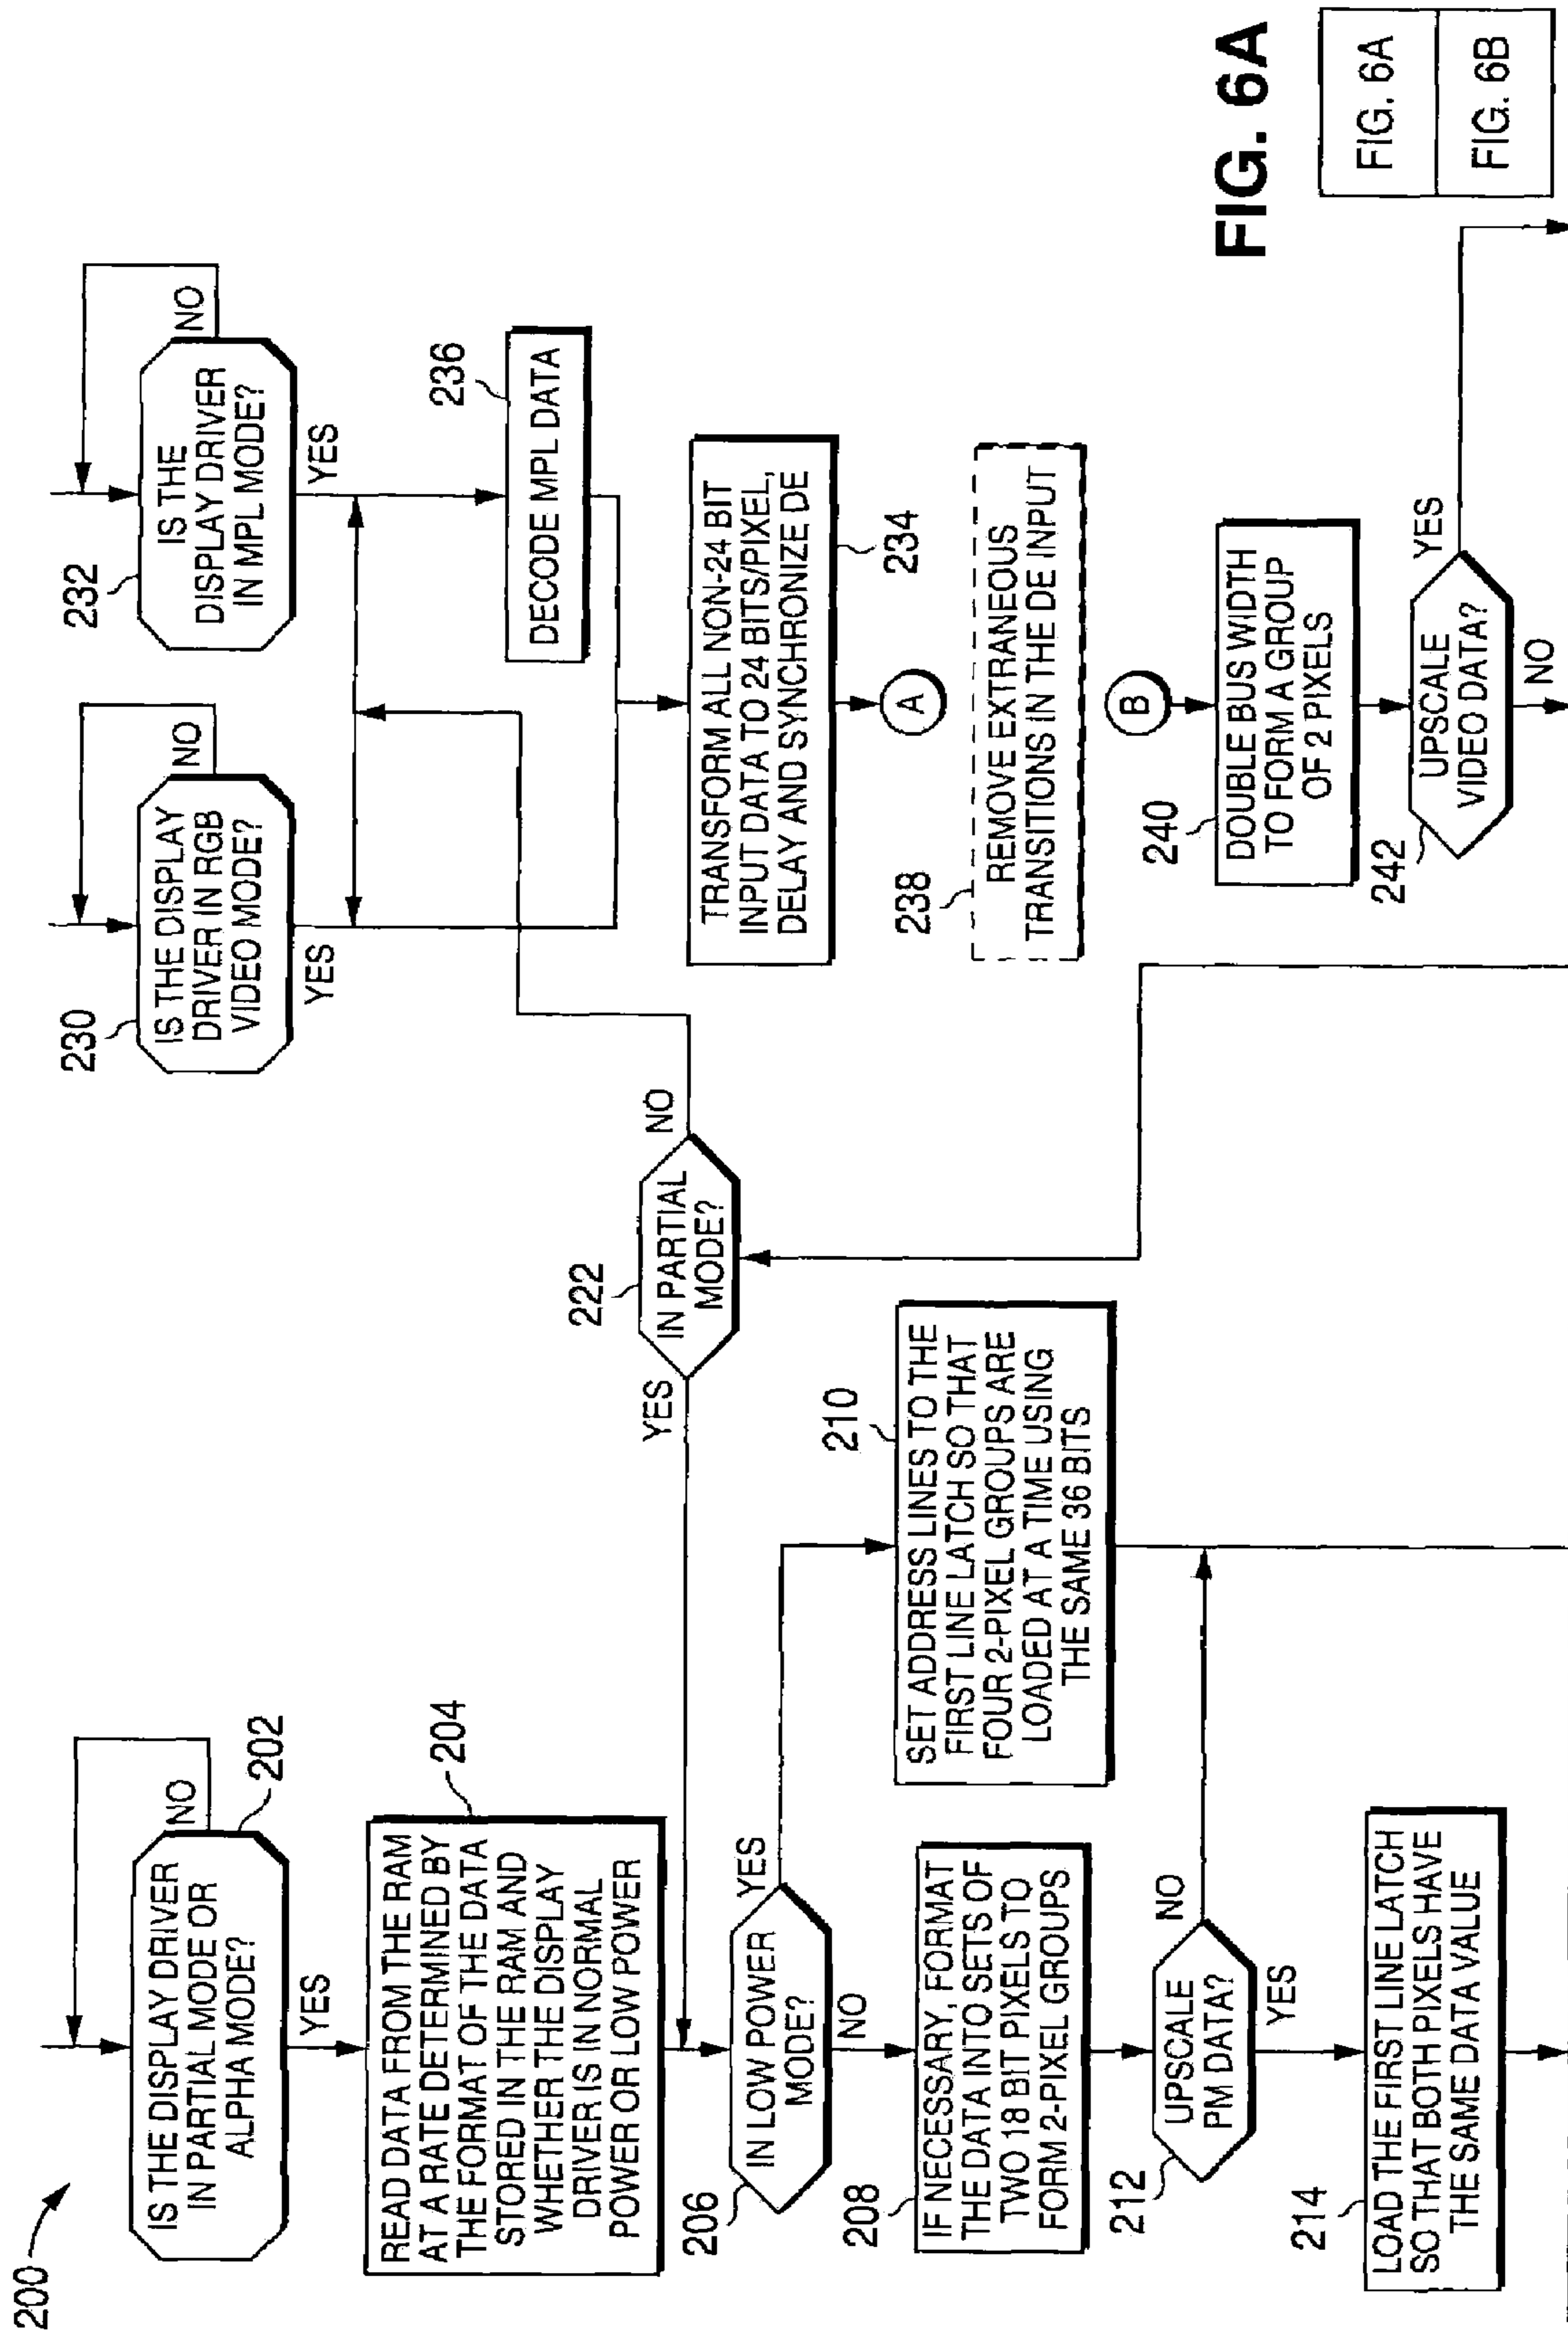 200
IS THE DISPLAY DRIVER
IN PARTIAL MODE OR
ALPHA MODE?
NO
202
YES
READ DATA FROM THE RAM
AT A RATE DETERMINED BY
THE FORMAT OF THE DATA
STORED IN THE RAM AND
WHETHER THE DISPLAY
DRIVER IS IN NORMAL
POWER OR LOW POWER
204
206
IN LOW POWER
MODE?
YES
NO
208
IF NECESSARY, FORMAT
THE DATA INTO SETS OF
TWO 18 BIT PIXELS TO
FORM 2-PIXEL GROUPS
210
SET ADDRESS LINES TO THE
FIRST LINE LATCH SO THAT
FOUR 2-PIXEL GROUPS ARE
LOADED AT A TIME USING
THE SAME 36 BITS
212
UPSCALE
PM DATA?
NO
YES
214
LOAD THE FIRST LINE LATCH
SO THAT BOTH PIXELS HAVE
THE SAME DATA VALUE
222
IN PARTIAL
MODE?
YES
NO
230
IS THE DISPLAY
DRIVER IN RGB
VIDEO MODE?
NO
YES
232
IS THE
DISPLAY DRIVER
IN MPL MODE?
NO
YES
236
DECODE MPL DATA
TRANSFORM ALL NON-24 BIT
INPUT DATA TO 24 BITS/PIXEL,
DELAY AND SYNCHRONIZE DE
234
A
238
REMOVE EXTRANEOUS
TRANSITIONS IN THE DE INPUT
B
240
DOUBLE BUS WIDTH
TO FORM A GROUP
OF 2 PIXELS
242
UPSCALE
VIDEO DATA?
YES
NO
FIG. 6A
FIG. 6A
FIG. 6B